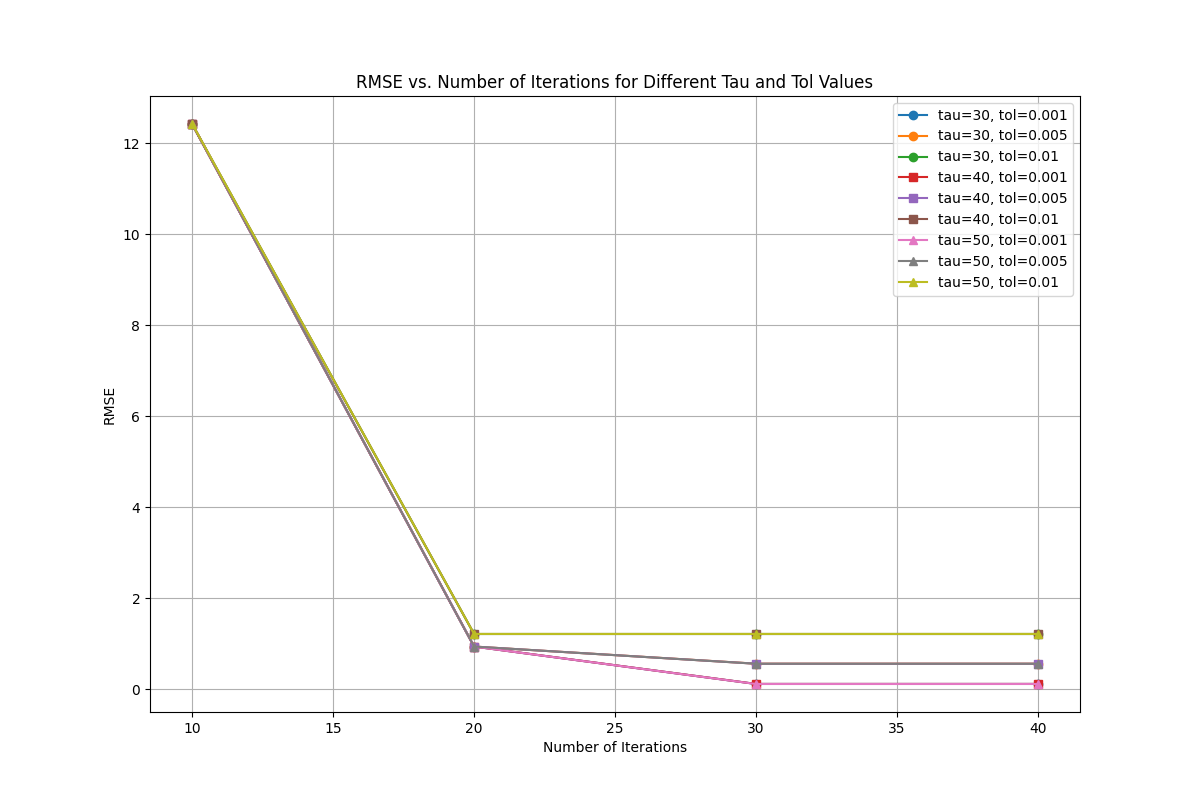 RMSE vs. Number of Iterations for Different Tau and Tol Values
tau=30, tol=0.001
tau=30, tol=0.005
tau=30, tol=0.01
tau=40, tol=0.001
tau=40, tol=0.005
tau=40, tol=0.01
tau=50, tol=0.001
tau=50, tol=0.005
tau=50, tol=0.01
12
10
8
6
4
2
0
RMSE
10
15
20
25
30
35
40
Number of Iterations